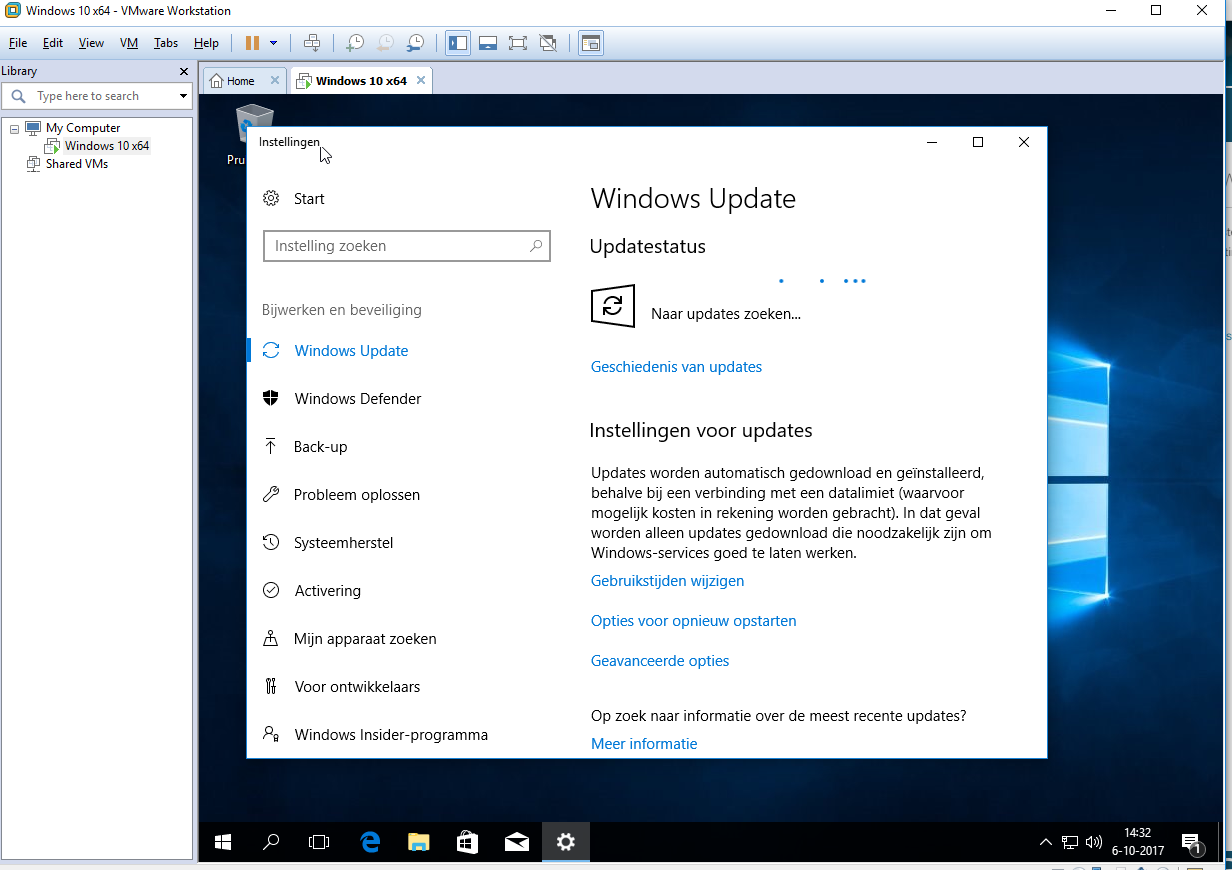 Windows 10 x64 - VMware Workstation
File Edit View VM Tabs Help
Library
Type here to search
My Computer
Windows 10 x64
Shared VMs
Home
Windows 10 x64
Pru
Instellingen
Start
Instelling zoeken
Bijwerken en beveiliging
Windows Update
Windows Defender
Back-up
Probleem oplossen
Systeemherstel
Activering
Mijn apparaat zoeken
Voor ontwikkelaars
Windows Insider-programma
Windows Update
Updatestatus
Naar updates zoeken...
Geschiedenis van updates
Instellingen voor updates
Updates worden automatisch gedownload en geïnstalleerd,
behalve bij een verbinding met een datalimiet (waarvoor
mogelijk kosten in rekening worden gebracht). In dat geval
worden alleen updates gedownload die noodzakelijk zijn om
Windows-services goed te laten werken.
Gebruikstijden wijzigen
Opties voor opnieuw opstarten
Geavanceerde opties
Op zoek naar informatie over de meest recente updates?
Meer informatie
14:32
6-10-2017
1